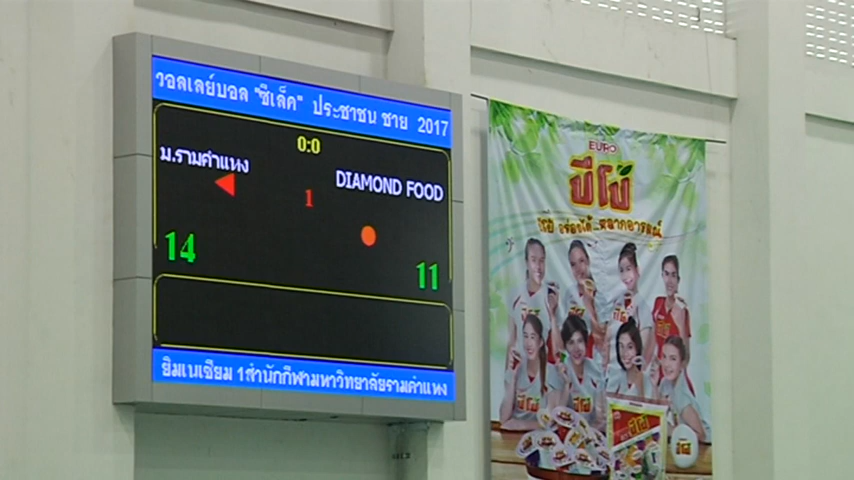 วอลเลย์บอล "ซีเล็ค" ประชาชน ชาย 2017
0:0
ม.รามคำแหง
DIAMOND FOOD
1
14
11
ยิมเนเซียม 1สำนักกีฬามหาวิทยาลัยรามคำแหง
EURO
ปีโป้